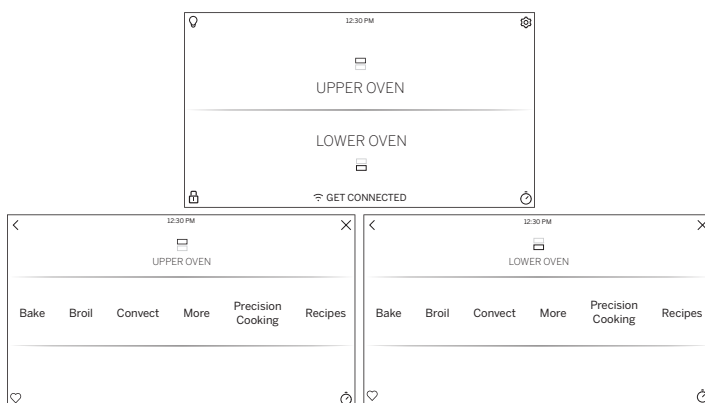 12:30 PM
UPPER OVEN
LOWER OVEN
GET CONNECTED
12:30 PM
UPPER OVEN
Bake Broil Convect More Precision Cooking Recipes
12:30 PM
LOWER OVEN
Bake Broil Convect More Precision Cooking Recipes